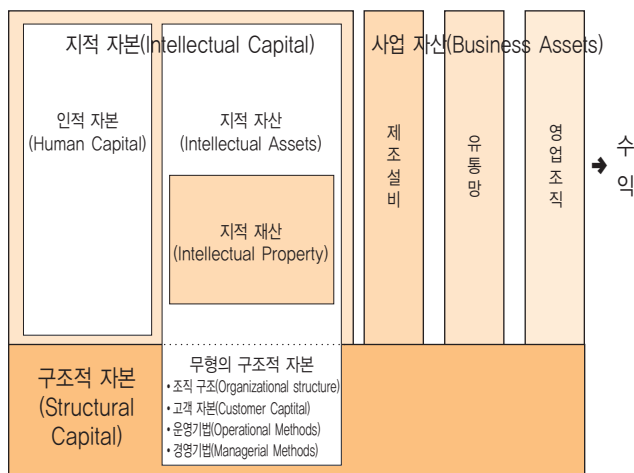 지적 자본(Intellectual Capital)
사업 자산(Business Assets)
인적 자본
(Human Capital)
지적 자산
(Intellectual Assets)
지적 재산
(Intellectual Property)
제조설비
유통망
영업조직
➜
수익
구조적 자본
(Structural
Capital)
무형의 구조적 자본
• 조직 구조(Organizational structure)
• 고객 자본(Customer Captital)
• 운영기법(Operational Methods)
• 경영기법(Managerial Methods)